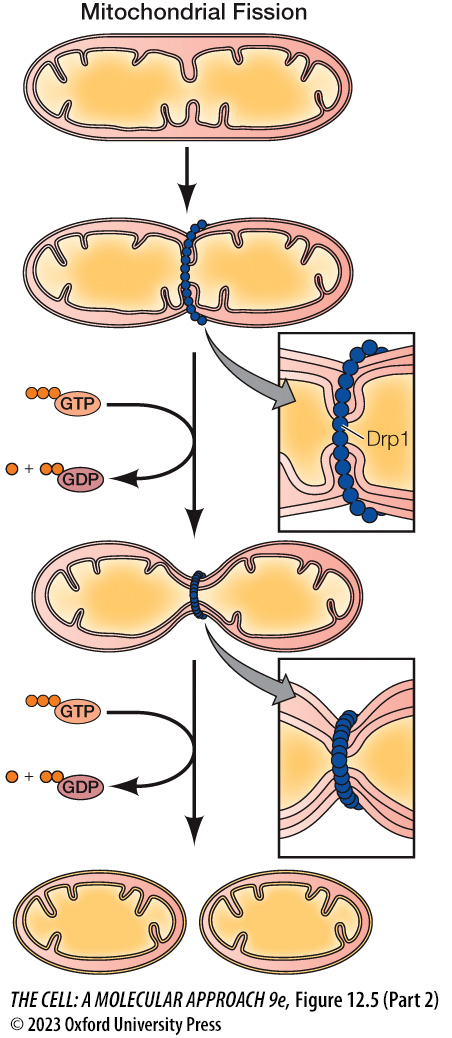 Mitochondrial Fission
GTP
+ GDP
Drp1
GTP
+ GDP
THE CELL: A MOLECULAR APPROACH 9e, Figure 12.5 (Part 2)
© 2023 Oxford University Press